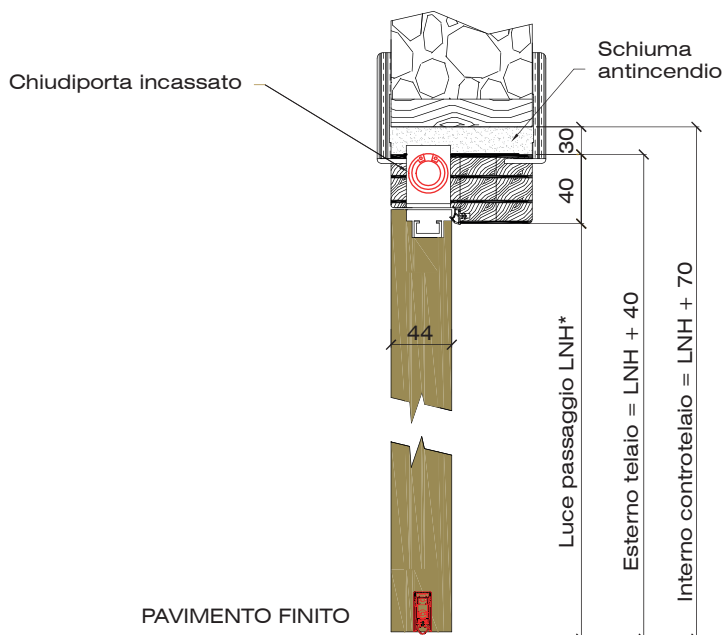 Schiuma
antincendio
Chiudiporta incassato
30
40
44
Luce passaggio LNH*
Esterno telaio = LNH + 40
Interno controtelaio = LNH + 70
PAVIMENTO FINITO